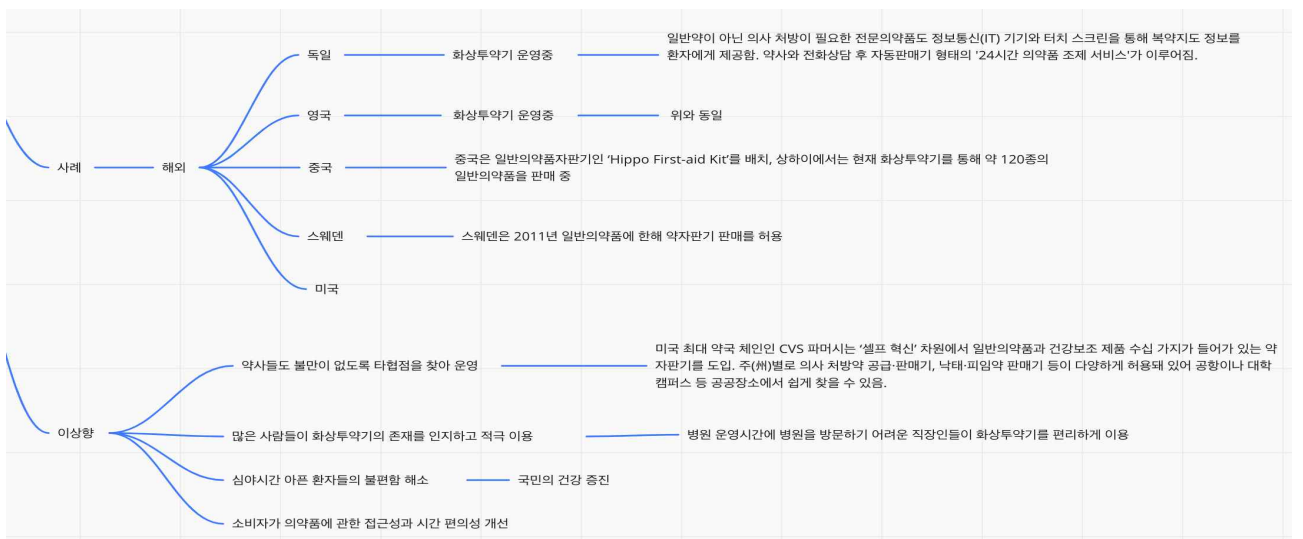 사례
해외
독일
화상투약기 운영중
일반약이 아닌 의사 처방이 필요한 전문의약품도 정보통신(IT) 기기와 터치 스크린을 통해 복약지도 정보를
환자에게 제공함. 약사와 전화상담 후 자동판매기 형태의 '24시간 의약품 조제 서비스'가 이루어짐.
영국
화상투약기 운영중
위와 동일
중국
중국은 일반의약품자판기인 ‘Hippo First-aid Kit’를 배치, 상하이에서는 현재 화상투약기를 통해 약 120종의
일반의약품을 판매 중
스웨덴
스웨덴은 2011년 일반의약품에 한해 약자판기 판매를 허용
미국
이상향
약사들도 불만이 없도록 타협점을 찾아 운영
미국 최대 약국 체인인 CVS 파머시는 ‘셀프 혁신’ 차원에서 일반의약품과 건강보조 제품 수십 가지가 들어가 있는 약
자판기를 도입. 주(州)별로 의사 처방약 공급·판매기, 낙태·피임약 판매기 등이 다양하게 허용돼 있어 공항이나 대학
캠퍼스 등 공공장소에서 쉽게 찾을 수 있음.
많은 사람들이 화상투약기의 존재를 인지하고 적극 이용
병원 운영시간에 병원을 방문하기 어려운 직장인들이 화상투약기를 편리하게 이용
심야시간 아픈 환자들의 불편함 해소
국민의 건강 증진
소비자가 의약품에 관한 접근성과 시간 편의성 개선